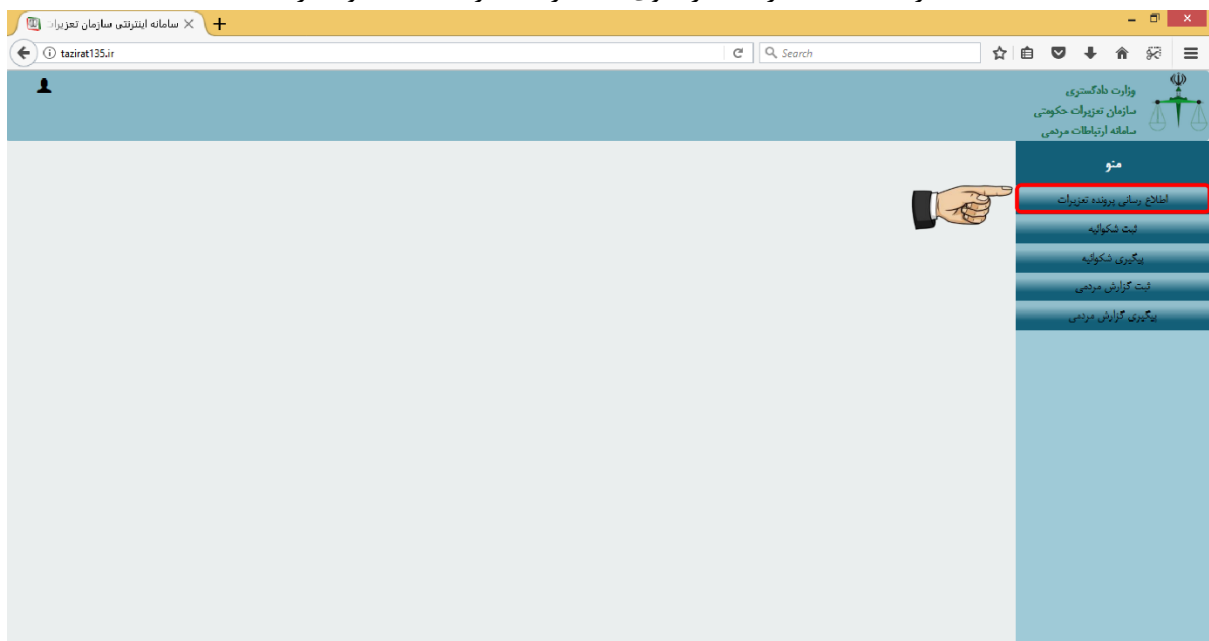 سامانه اینترنتی سازمان تعزیرات
tazirat135.ir
Search
وزارت دادگستری
سازمان تعزیرات حکومتی
سامانه ارتباطات مردمی
منو
اطلاع رسانی پرونده تعزیرات
ثبت شکوائیه
پیگیری شکوائیه
ثبت گزارش مردمی
پیگیری گزارش مردمی